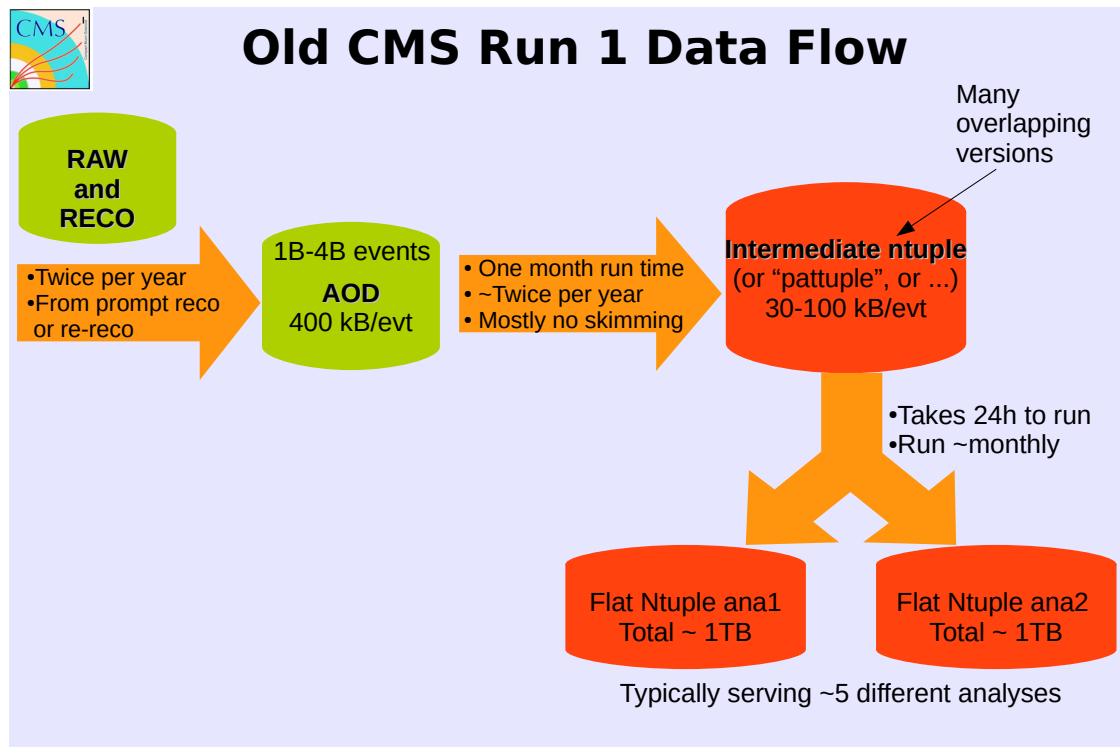 CMS
Old CMS Run 1 Data Flow
Many
overlapping
versions
RAW
and
RECO
•Twice per year
•From prompt reco
or re-reco
1B-4B events
AOD
400 kB/evt
• One month run time
• ~Twice per year
• Mostly no skimming
Intermediate ntuple
(or “pattuple”, or ...)
30-100 kB/evt
•Takes 24h to run
•Run ~monthly
Flat Ntuple ana1
Total ~ 1TB
Flat Ntuple ana2
Total ~ 1TB
Typically serving ~5 different analyses